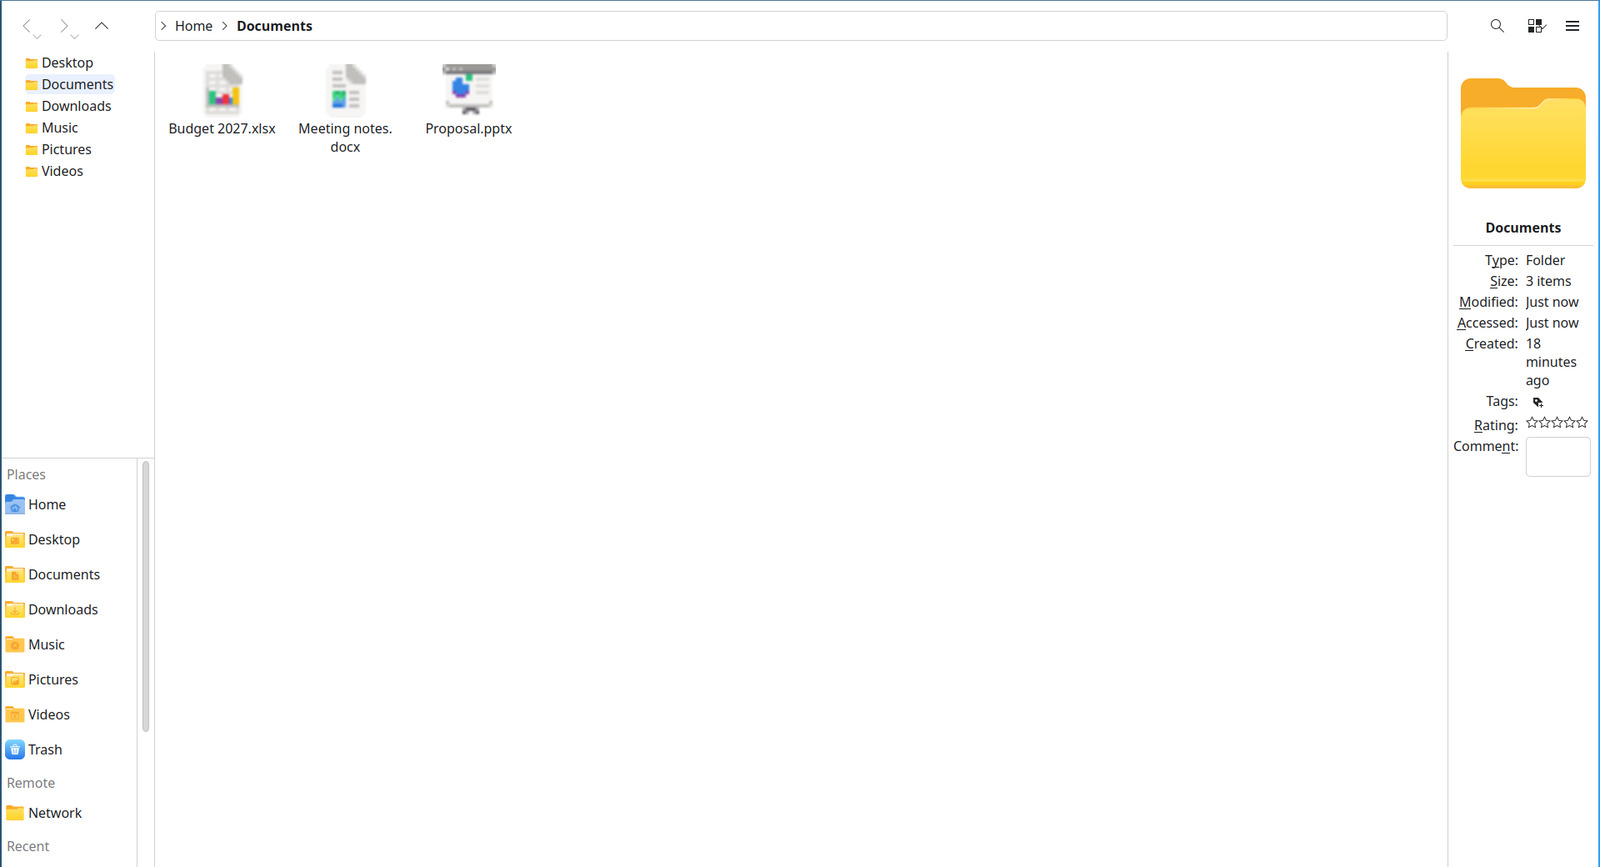 Home Documents
Desktop
Documents
Downloads
Music
Pictures
Videos
Places
Home
Desktop
Documents
Downloads
Music
Pictures
Videos
Trash
Remote
Network
Recent
Budget 2027.xlsx
Meeting notes.
docx
Proposal.pptx
Documents
Type: Folder
Size: 3 items
Modified: Just now
Accessed: Just now
Created: 18
minutes
ago
Tags:
Rating:
Comment: